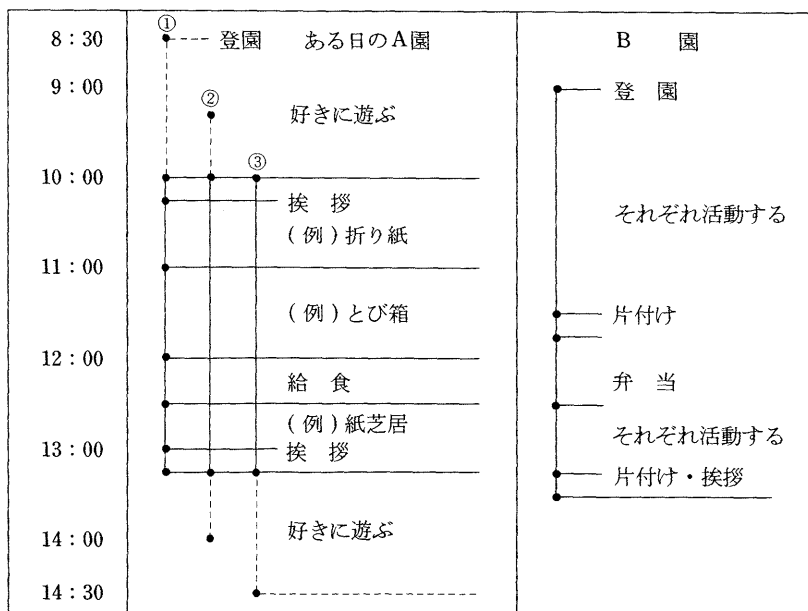 ① 8:30 登園 ある日のA園 B 園
9:00 登 園
② 好きに遊ぶ
10:00 ③
挨 拶
(例)折り紙 それぞれ活動する
11:00
(例)とび箱 片付け
12:00
給 食 弁 当
(例)紙芝居 それぞれ活動する
13:00 挨 拶
片付け・挨拶
好きに遊ぶ
14:00
14:30